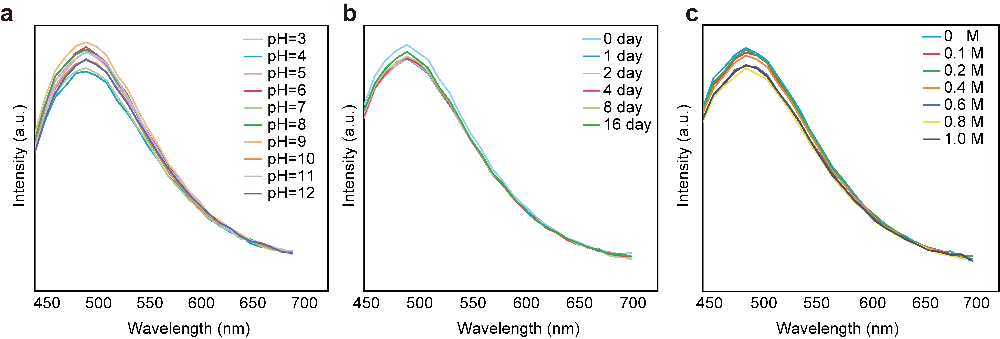 a
pH=3
pH=4
pH=5
pH=6
pH=7
pH=8
pH=9
pH=10
pH=11
pH=12
Intensity (a.u.)
450 500 550 600 650 700
Wavelength (nm)
b
0 day
1 day
2 day
4 day
8 day
16 day
Intensity (a.u.)
450 500 550 600 650 700
Wavelength (nm)
c
0 M
0.1 M
0.2 M
0.4 M
0.6 M
0.8 M
1.0 M
Intensity (a.u.)
450 500 550 600 650 700
Wavelength (nm)